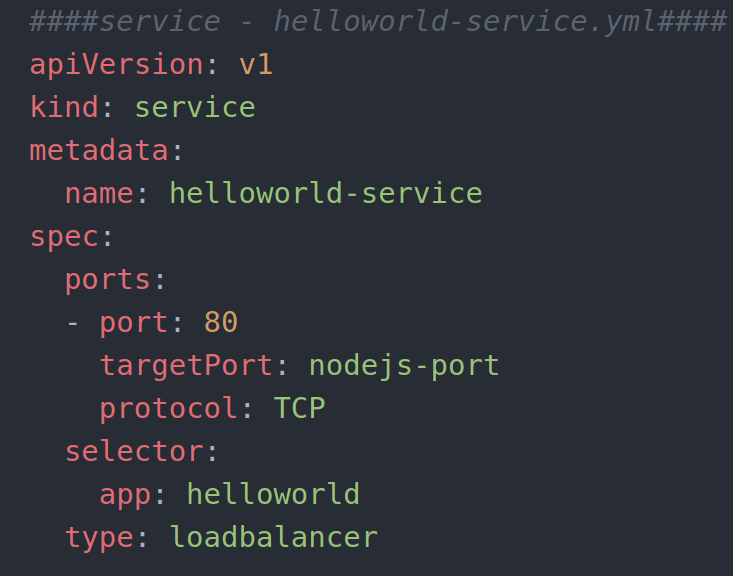 ####service - helloworld-service.yml####
apiVersion: v1
kind: service
metadata:
  name: helloworld-service
spec:
  ports:
  - port: 80
    targetPort: nodejs-port
    protocol: TCP
  selector:
    app: helloworld
  type: loadbalancer